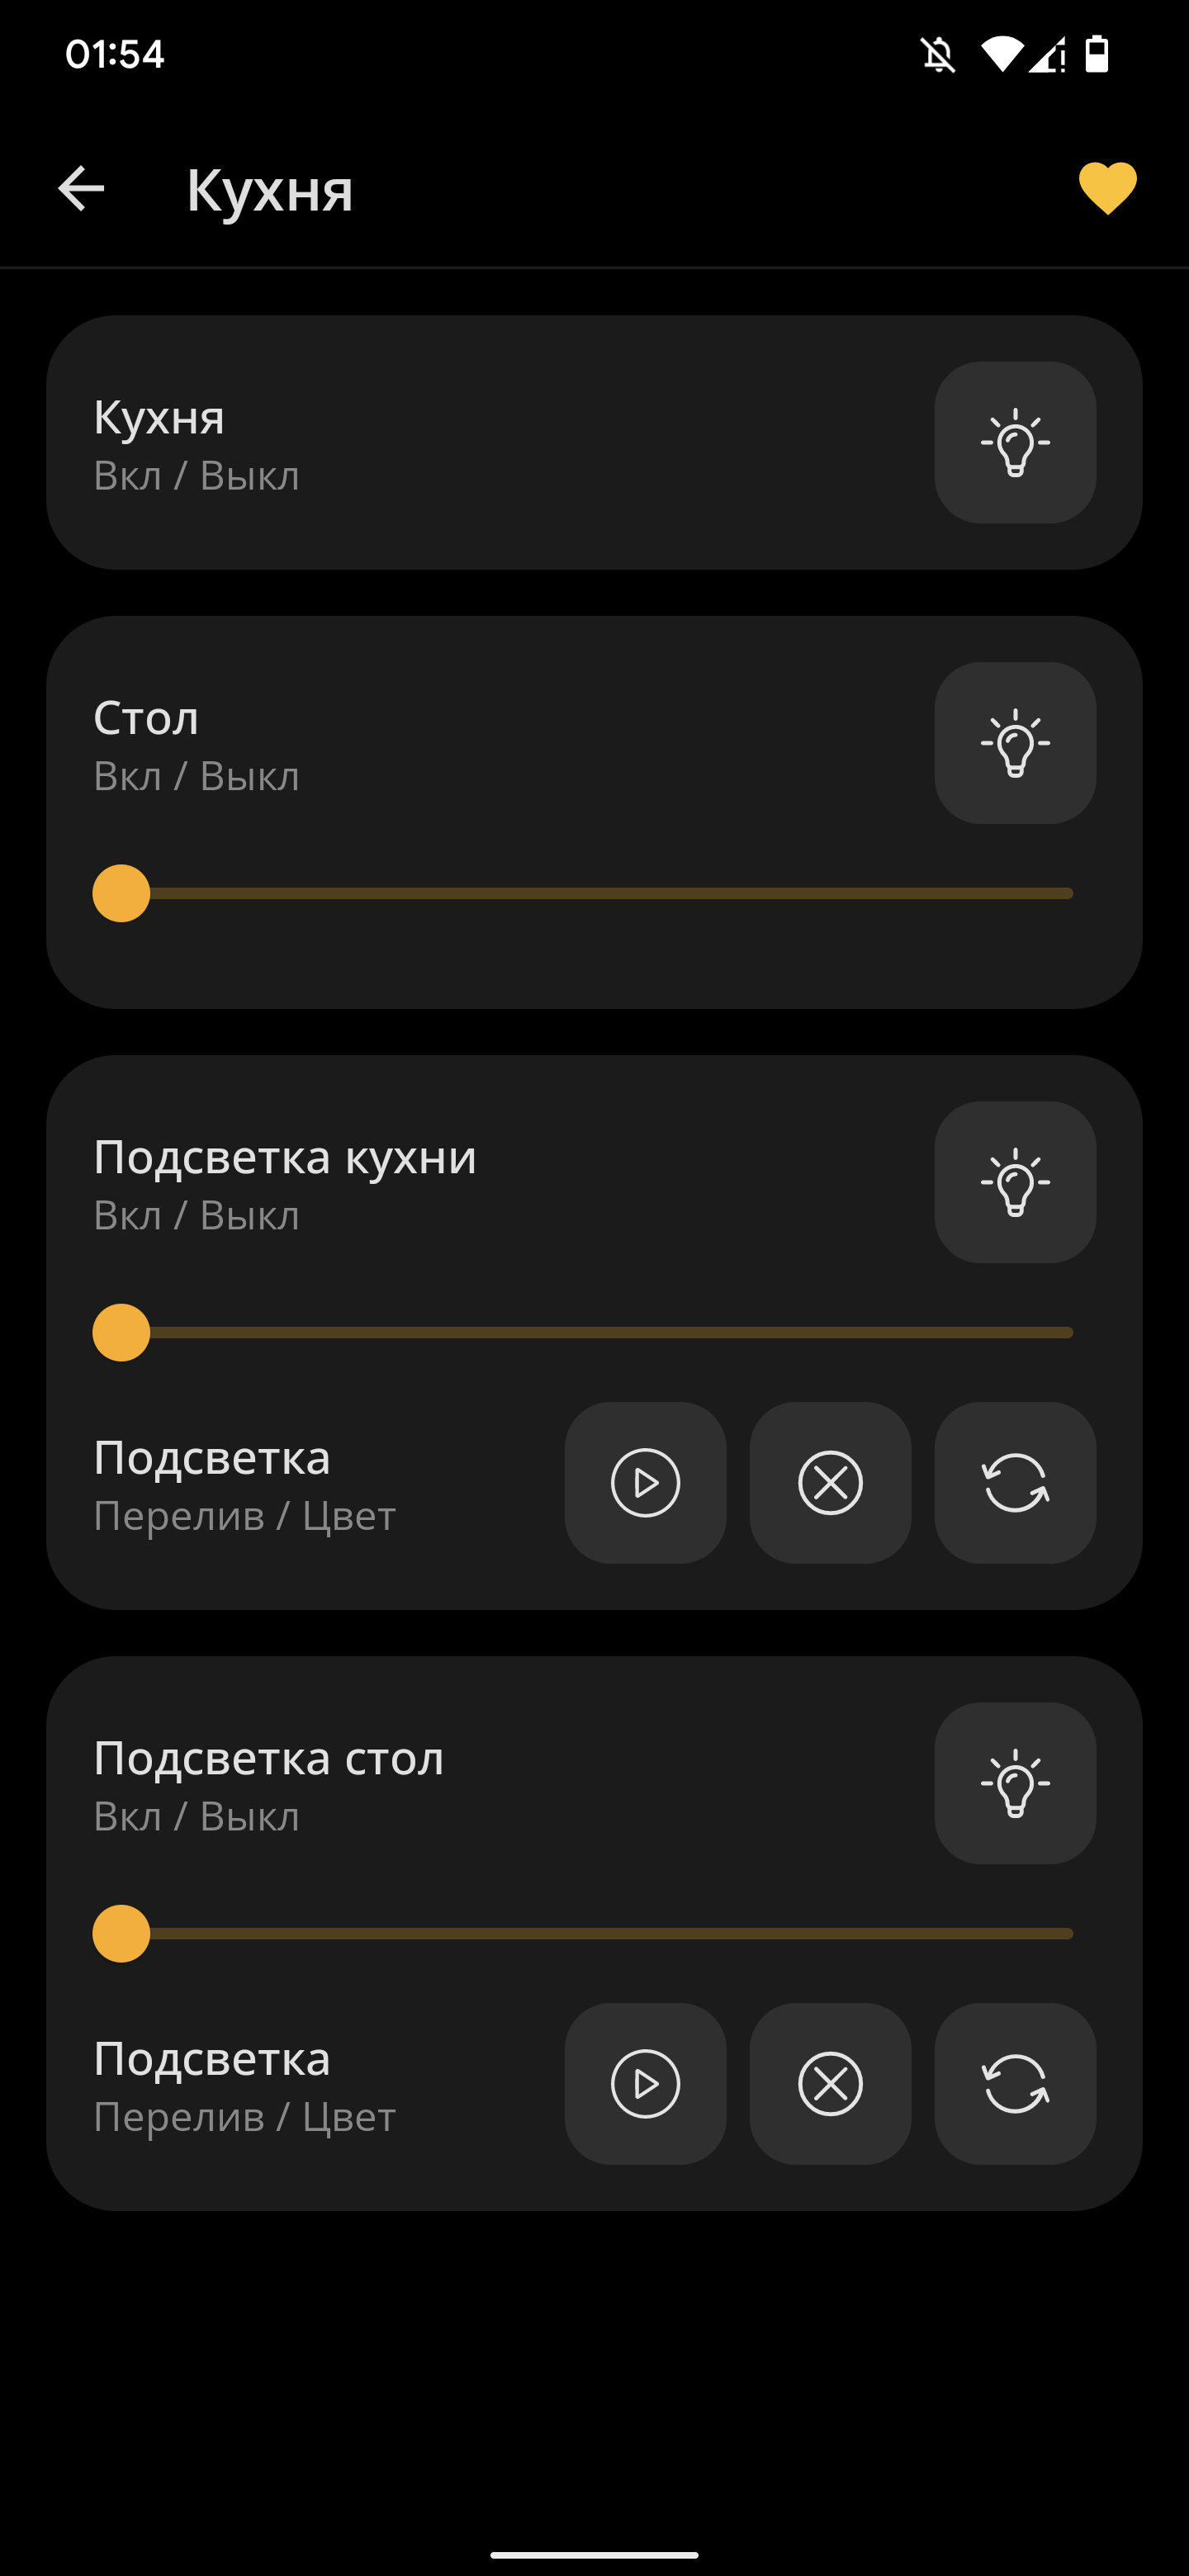 01:54
Кухня
Кухня
Вкл / Выкл
Стол
Вкл / Выкл
Подсветка кухни
Вкл / Выкл
Подсветка
Перелив / Цвет
Подсветка стол
Вкл / Выкл
Подсветка
Перелив / Цвет